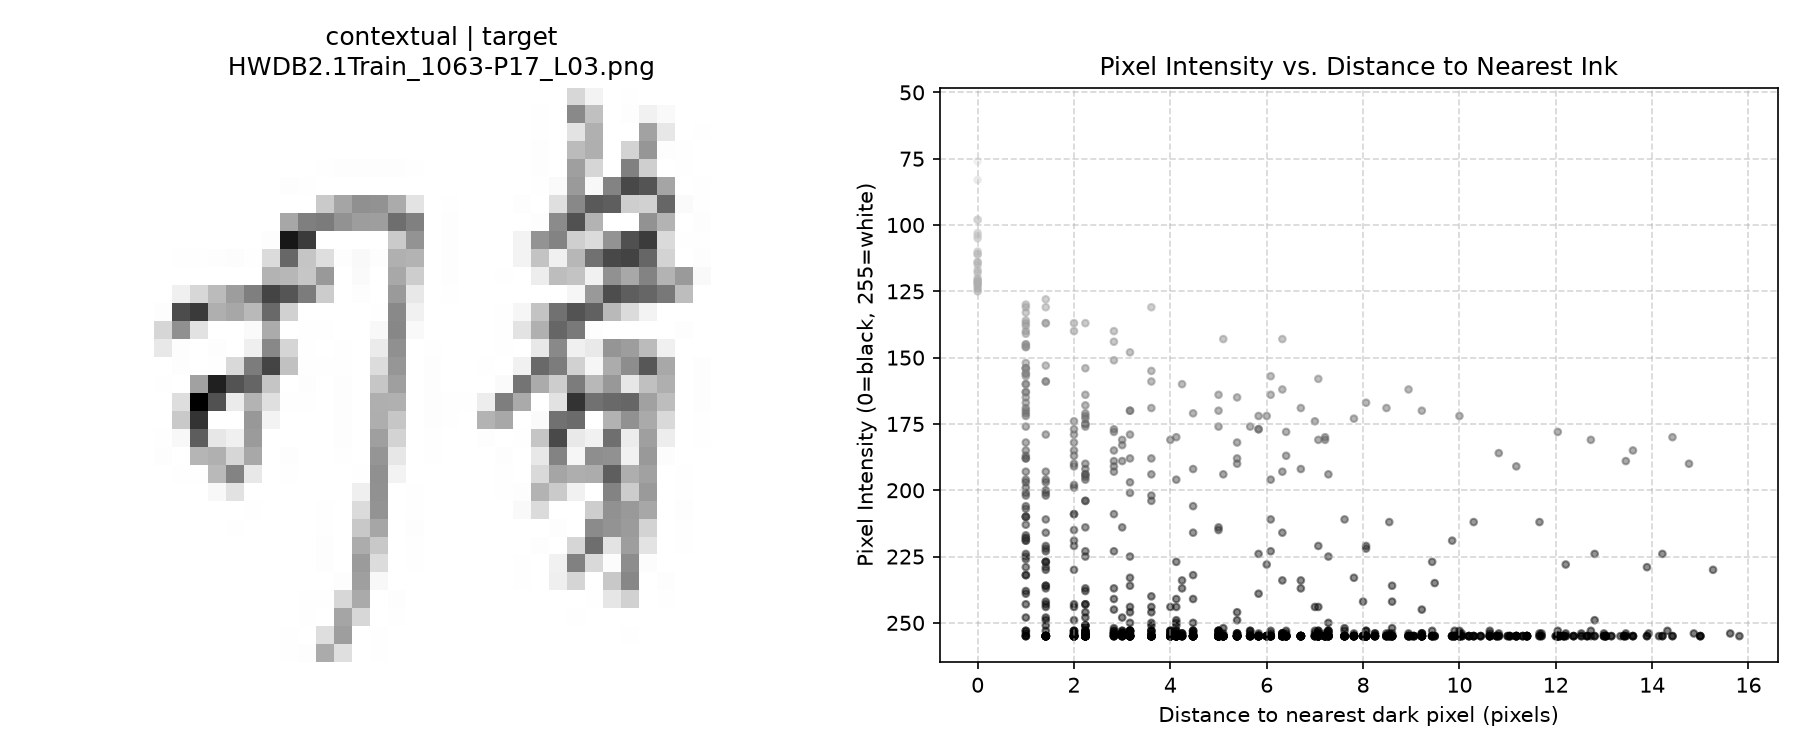 contextual | target
HWDB2.1Train_1063-P17_L03.png
Pixel Intensity vs. Distance to Nearest Ink
Pixel Intensity (0=black, 255=white)
50
75
100
125
150
175
200
225
250
0 2 4 6 8 10 12 14 16
Distance to nearest dark pixel (pixels)